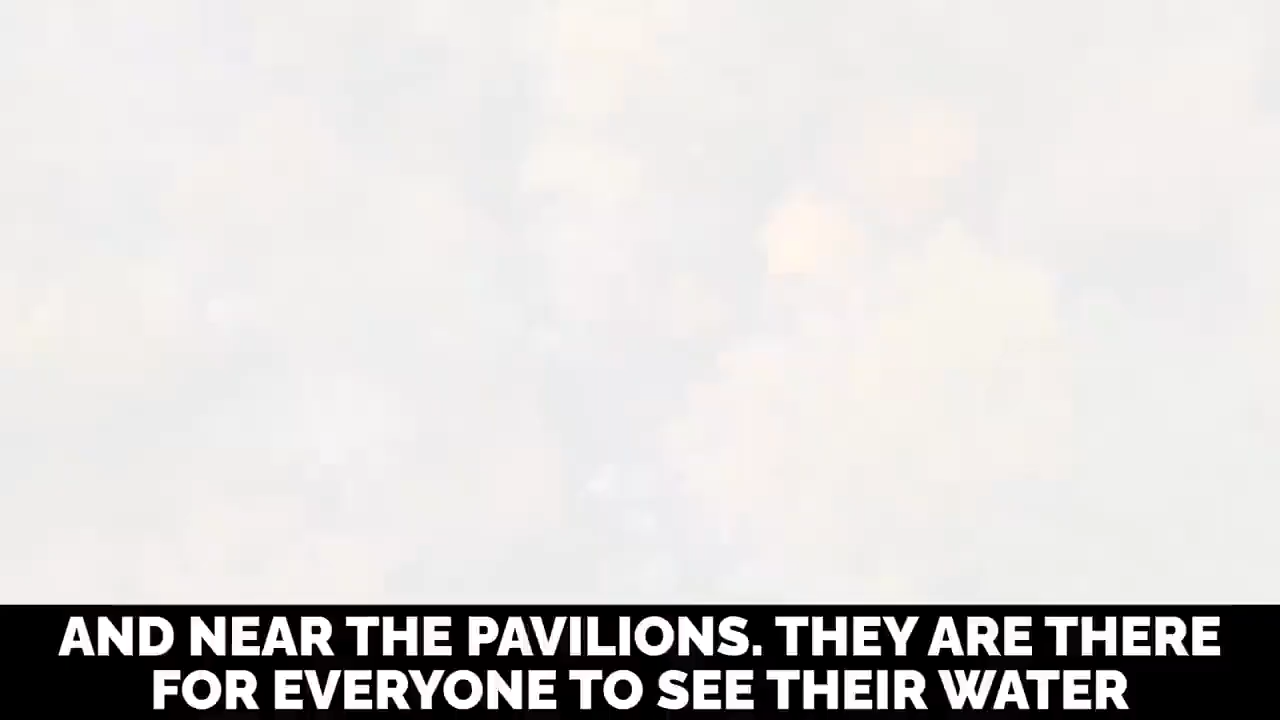 AND NEAR THE PAVILIONS. THEY ARE THERE
FOR EVERYONE TO SEE THEIR WATER